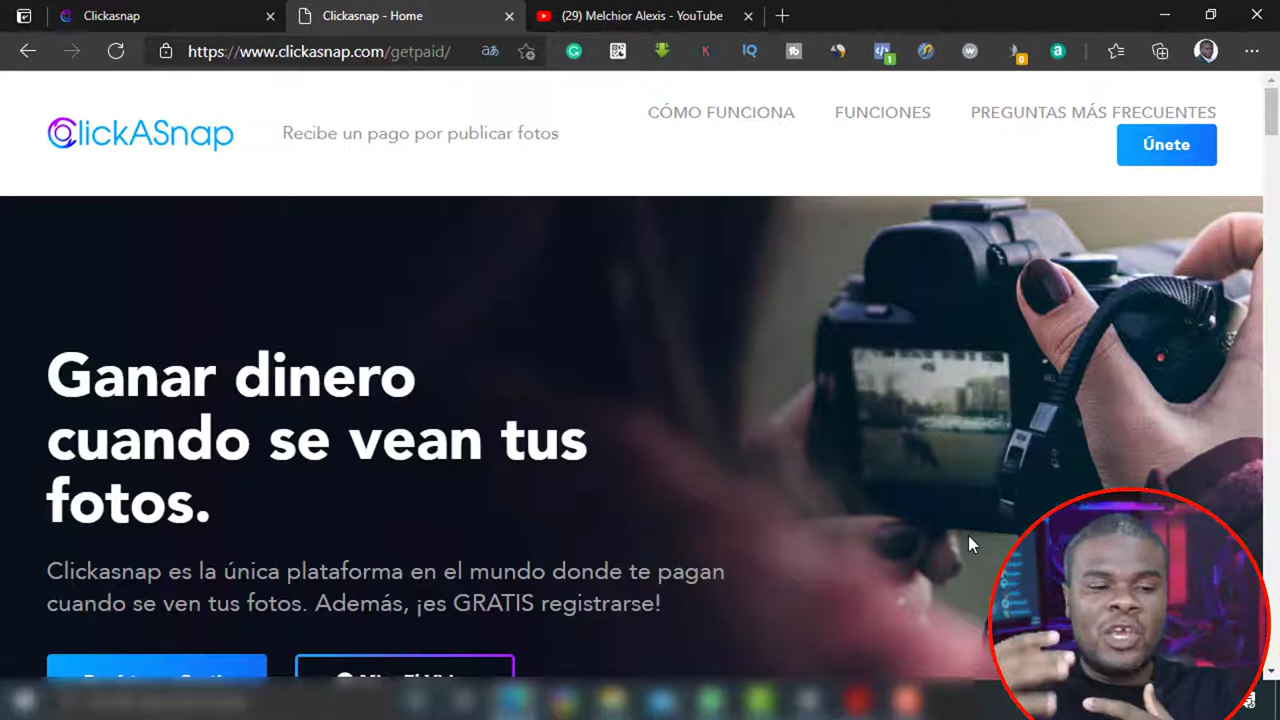 Clickasnap
Clickasnap - Home
(29) Melchior Alexis - YouTube
https://www.clickasnap.com/getpaid/
ClickASnap
Recibe un pago por publicar fotos
CÓMO FUNCIONA
FUNCIONES
PREGUNTAS MÁS FRECUENTES
Únete
Ganar dinero
cuando se vean tus
fotos.
Clickasnap es la única plataforma en el mundo donde te pagan
cuando se ven tus fotos. Además, ¡es GRATIS registrarse!